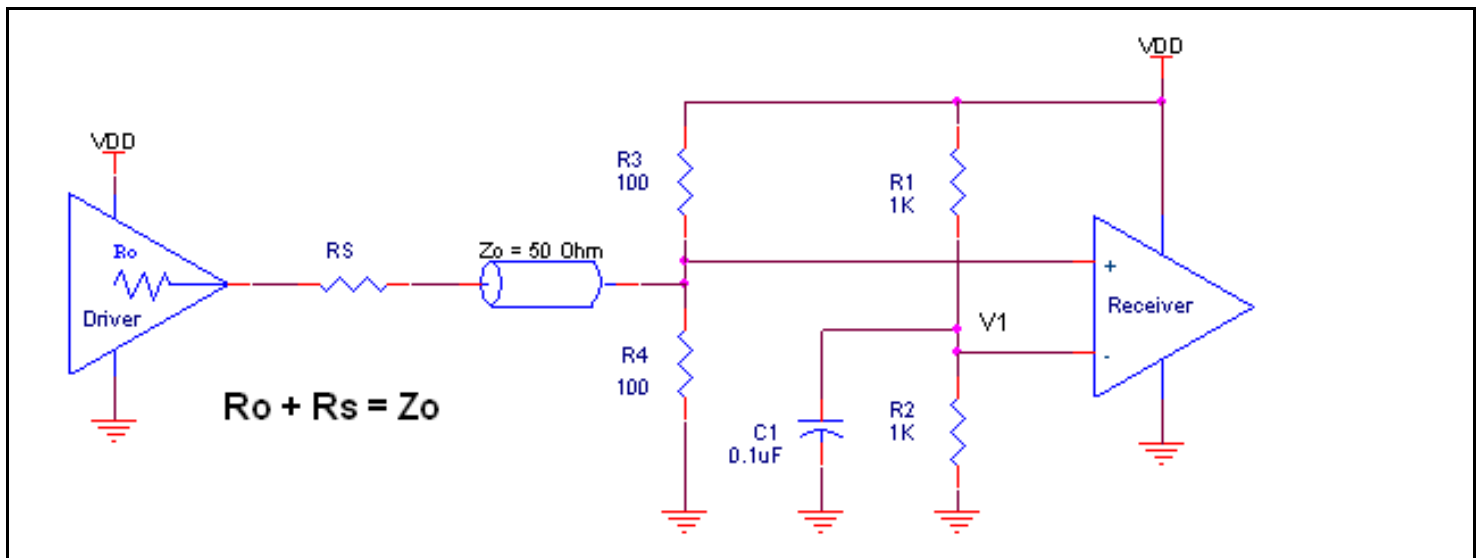 VDD
VDD
R3
100
R1
1K
Ro
RS
Zo = 50 Ohm
+
Driver
Receiver
V1
-
R4
100
Ro + Rs = Zo
C1
0.1uF
R2
1K